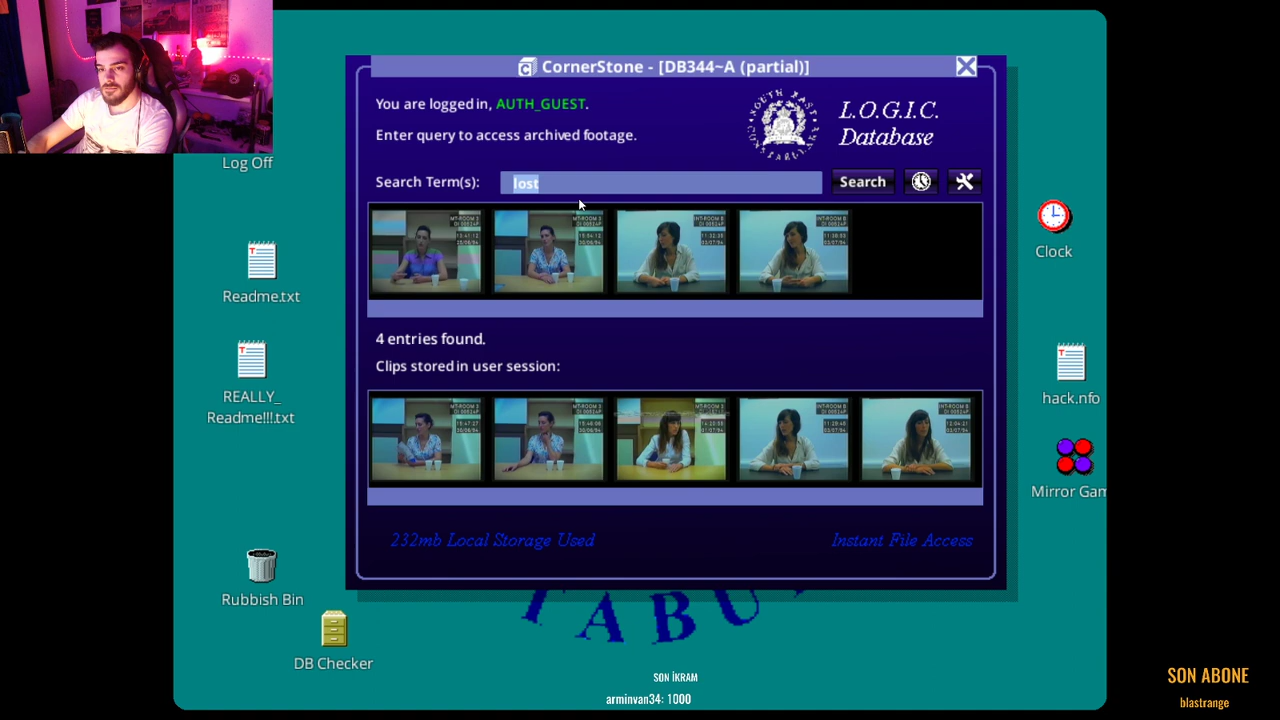 CornerStone - [DB344~A (partial)]
You are logged in, AUTH_GUEST.
Enter query to access archived footage.
L.O.G.I.C.
Database
Search Term(s):
lost
Search
4 entries found.
Clips stored in user session:
232mb Local Storage Used
Instant File Access
Log Off
Readme.txt
REALLY_
Readme!!!.txt
Rubbish Bin
DB Checker
Clock
hack.nfo
Mirror Gam
TABU
SON İKRAM
arminvan34: 1000
SON ABONE
blastrange